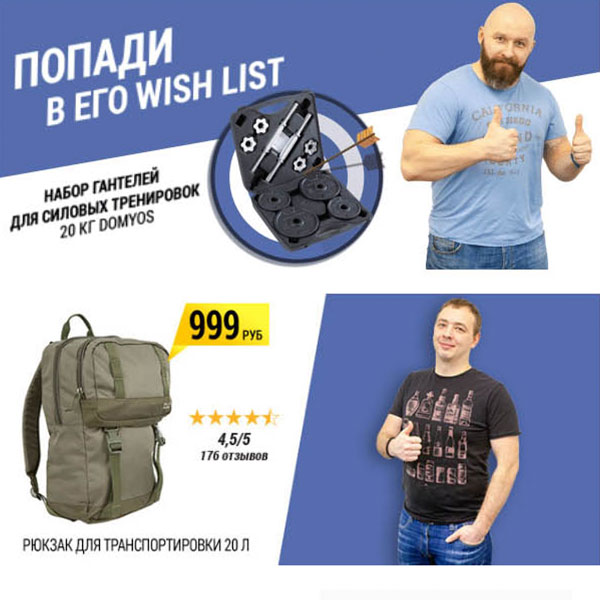 ПОПАДИ
В ЕГО WISH LIST
НАБОР ГАНТЕЛЕЙ
ДЛЯ СИЛОВЫХ ТРЕНИРОВОК
20 КГ DOMYOS
CALIFORNIA
999 РУБ
4,5/5
176 отзывов
РЮКЗАК ДЛЯ ТРАНСПОРТИРОВКИ 20 Л